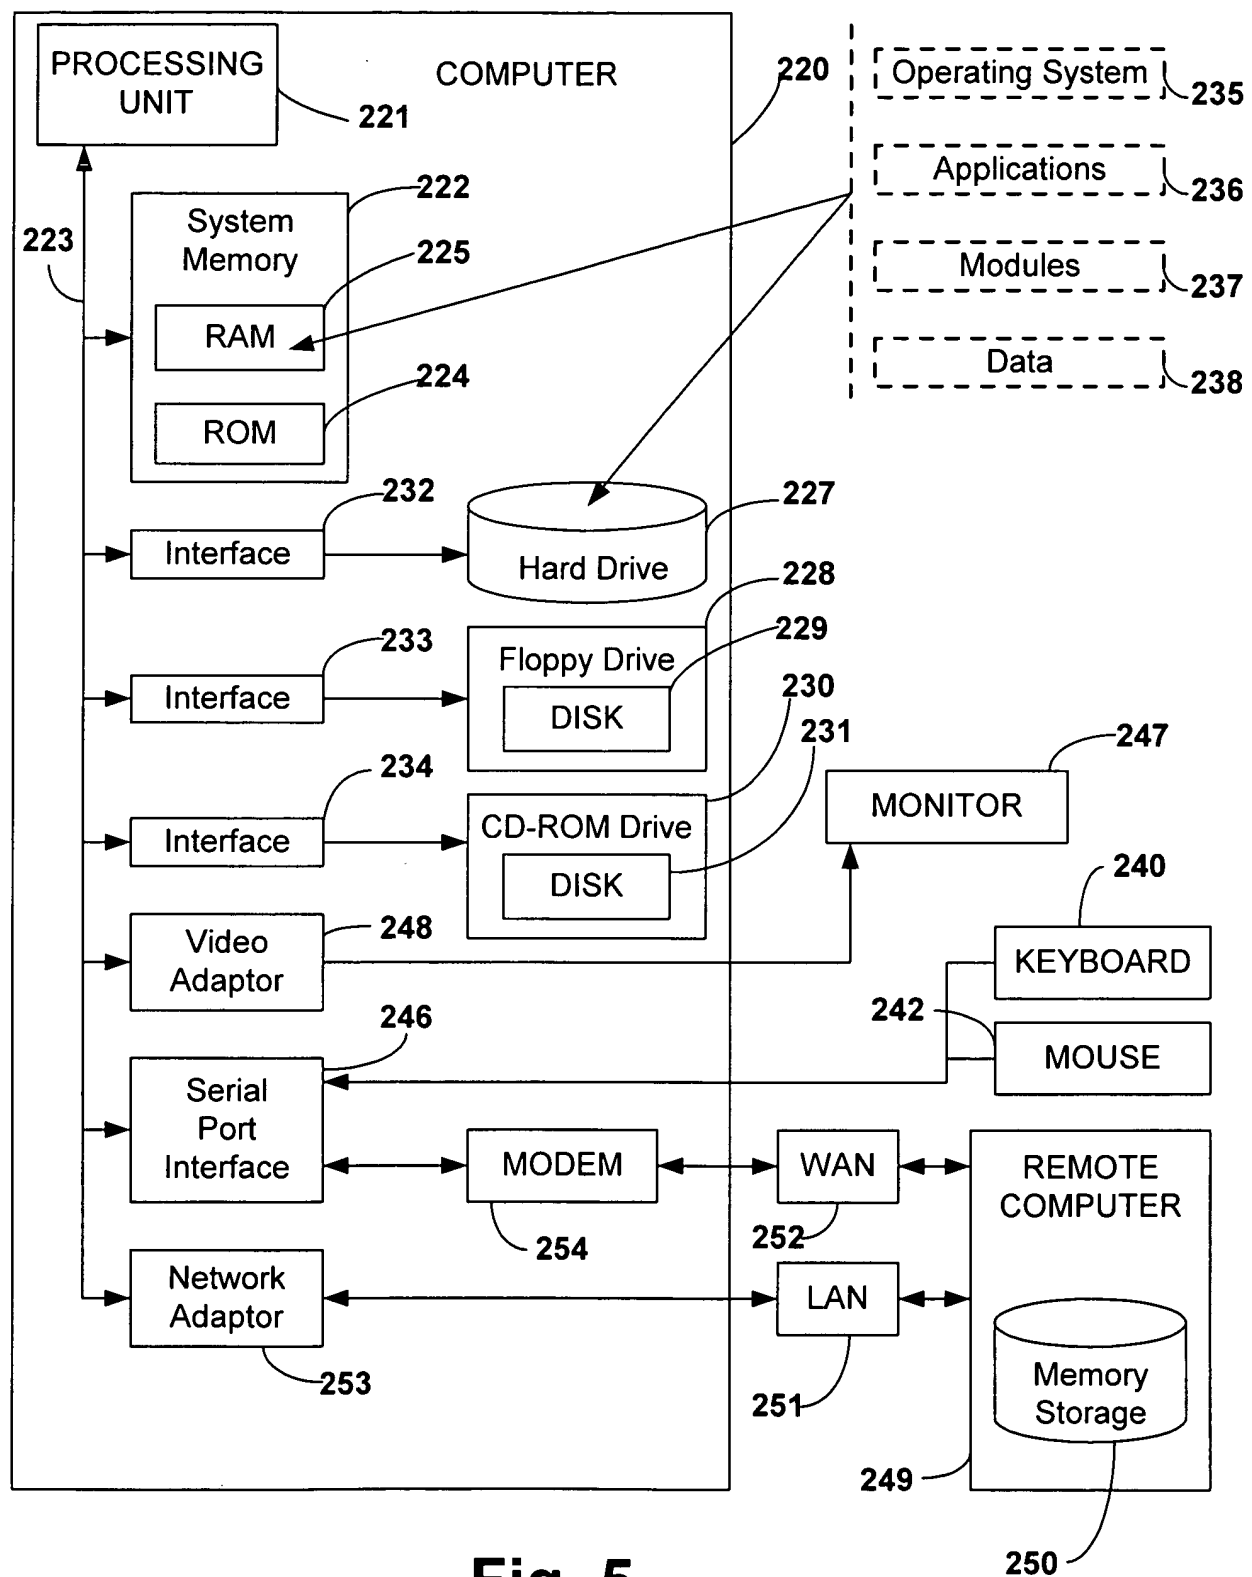 PROCESSING
UNIT
COMPUTER
220
221
Operating System
235
Applications
236
Modules
237
Data
238
222
System
Memory
223
225
RAM
224
ROM
232
Interface
227
Hard Drive
228
229
233
Interface
Floppy Drive
DISK
230
231
234
Interface
CD-ROM Drive
DISK
247
MONITOR
240
KEYBOARD
242
MOUSE
248
Video
Adaptor
246
Serial
Port
Interface
MODEM
254
WAN
252
REMOTE
COMPUTER
Network
Adaptor
253
LAN
251
Memory
Storage
249
250
Fig. 5